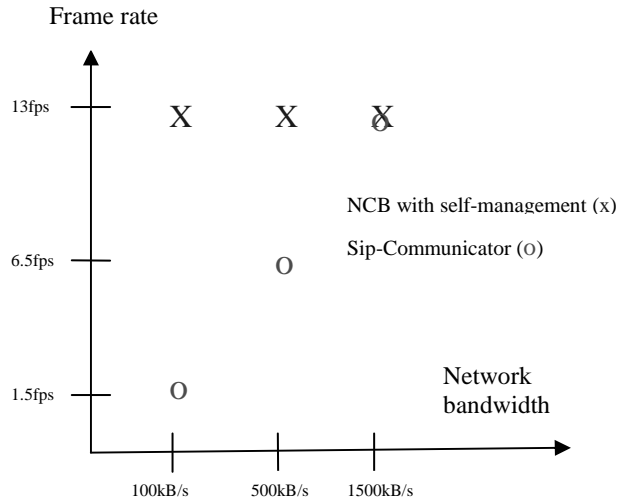 Frame rate
13fps
X X X
o
NCB with self-management (x)
Sip-Communicator (o)
6.5fps
o
1.5fps
o
Network
bandwidth
100kB/s 500kB/s 1500kB/s